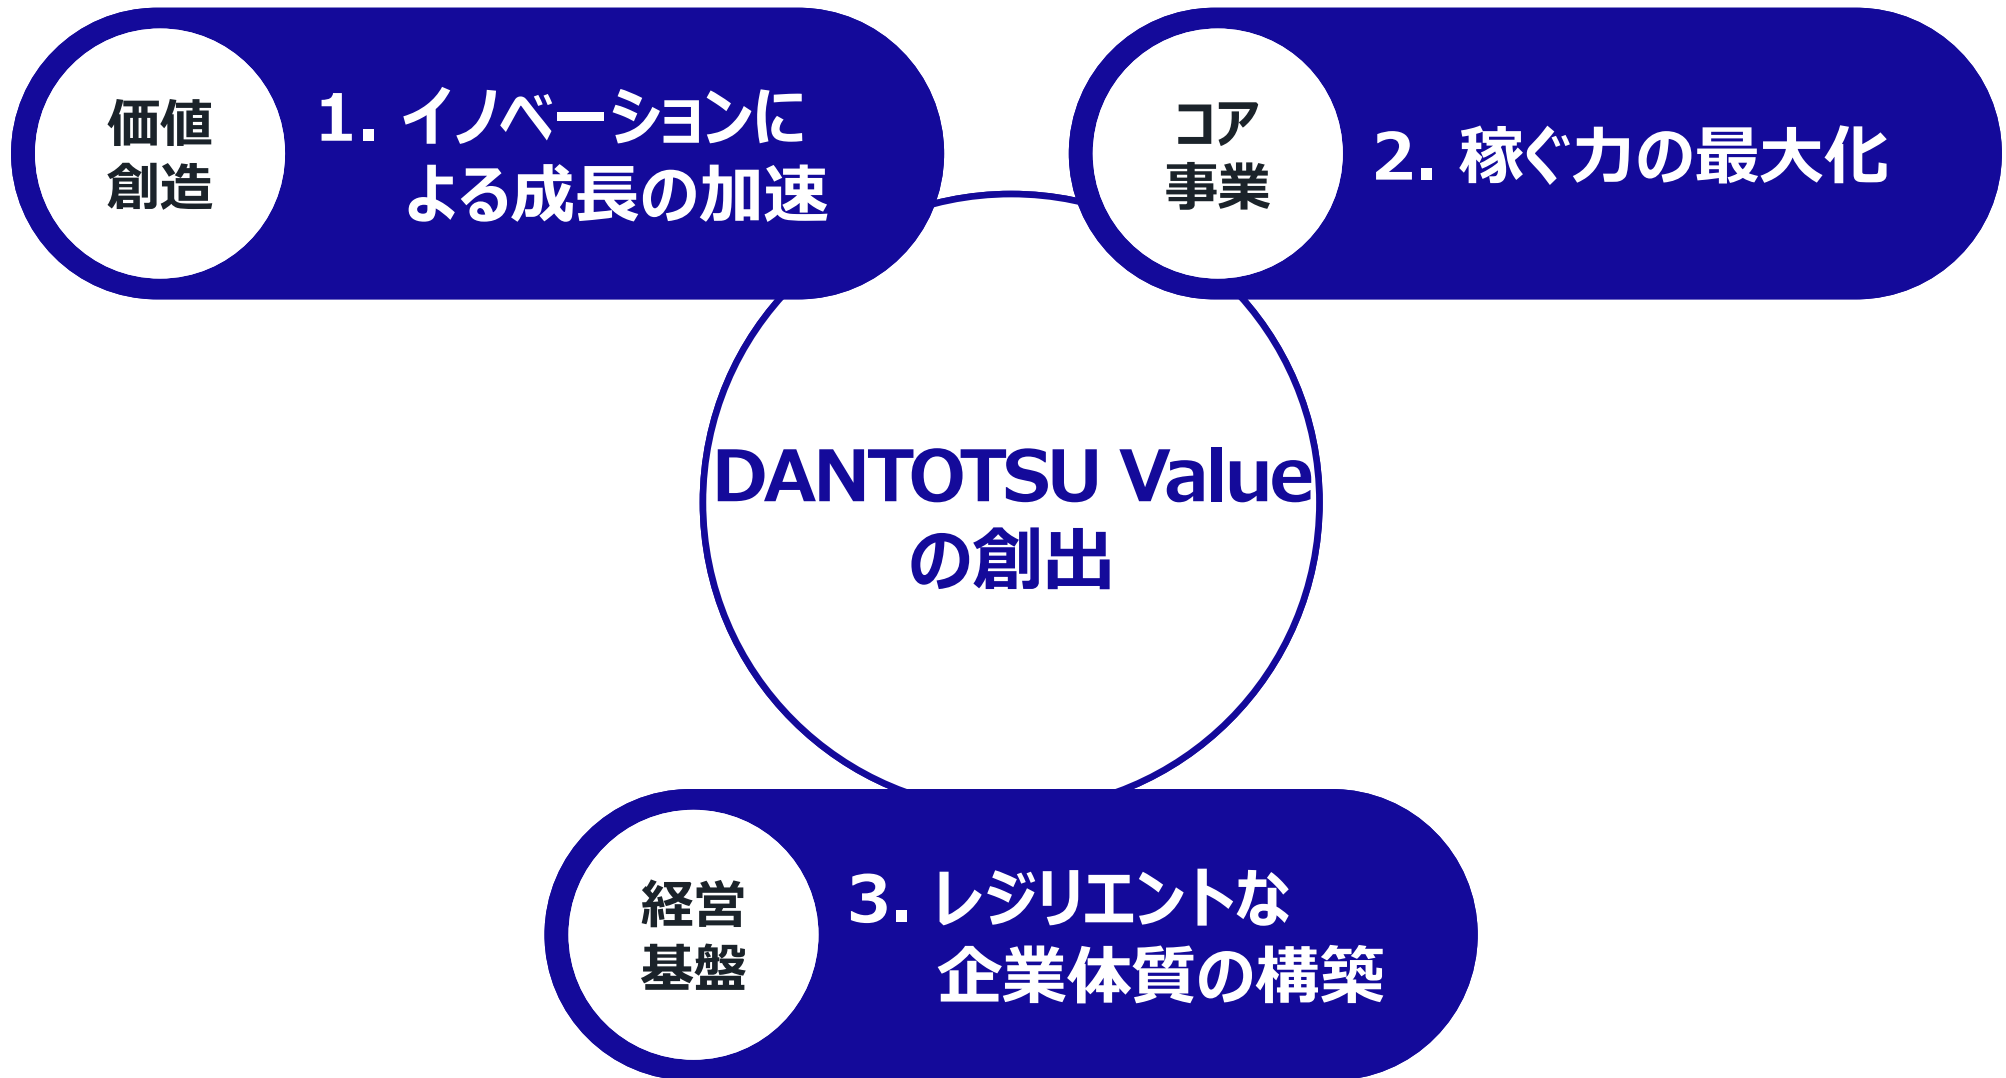 価値
創造
1. イノベーションに
よる成長の加速
コア
事業
2. 稼ぐ力の最大化
DANTOTSU Value
の創出
経営
基盤
3. レジリエントな
企業体質の構築